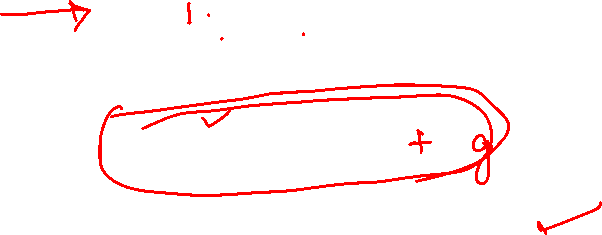 → 1.
✓
+ g
✓